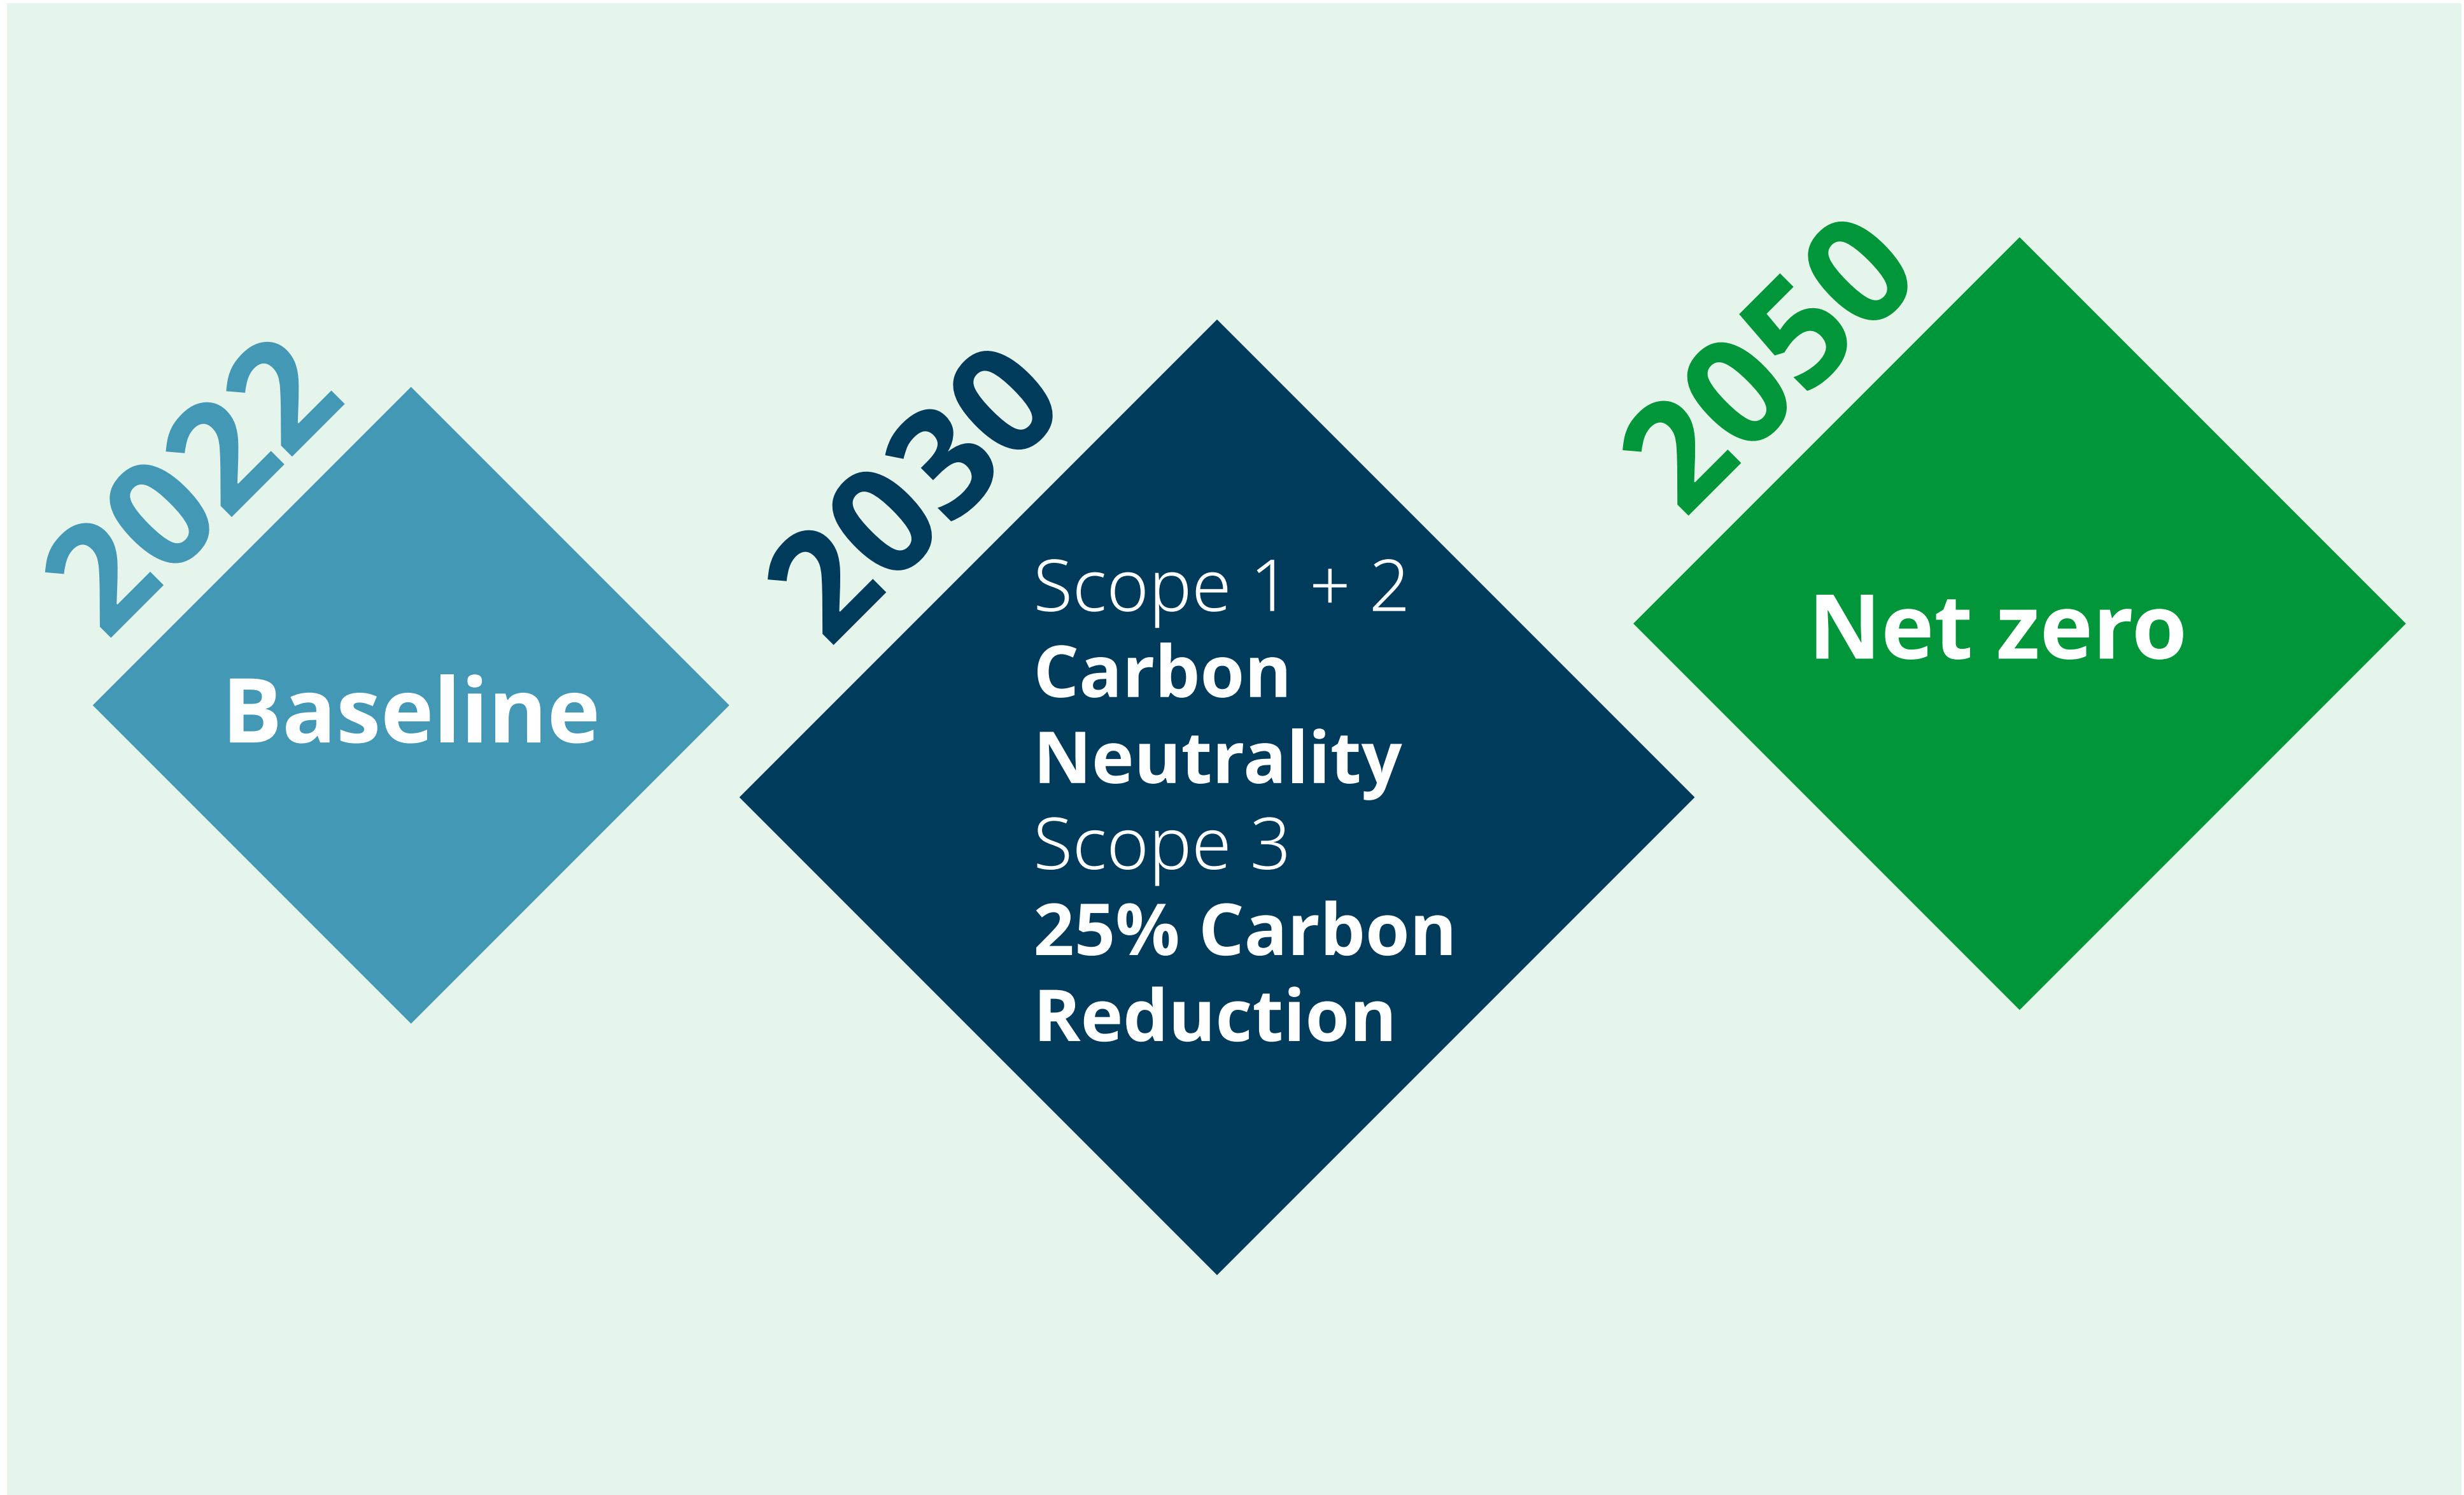 2022
Baseline
2030
Scope 1 + 2
Carbon
Neutrality
Scope 3
25% Carbon
Reduction
2050
Net zero